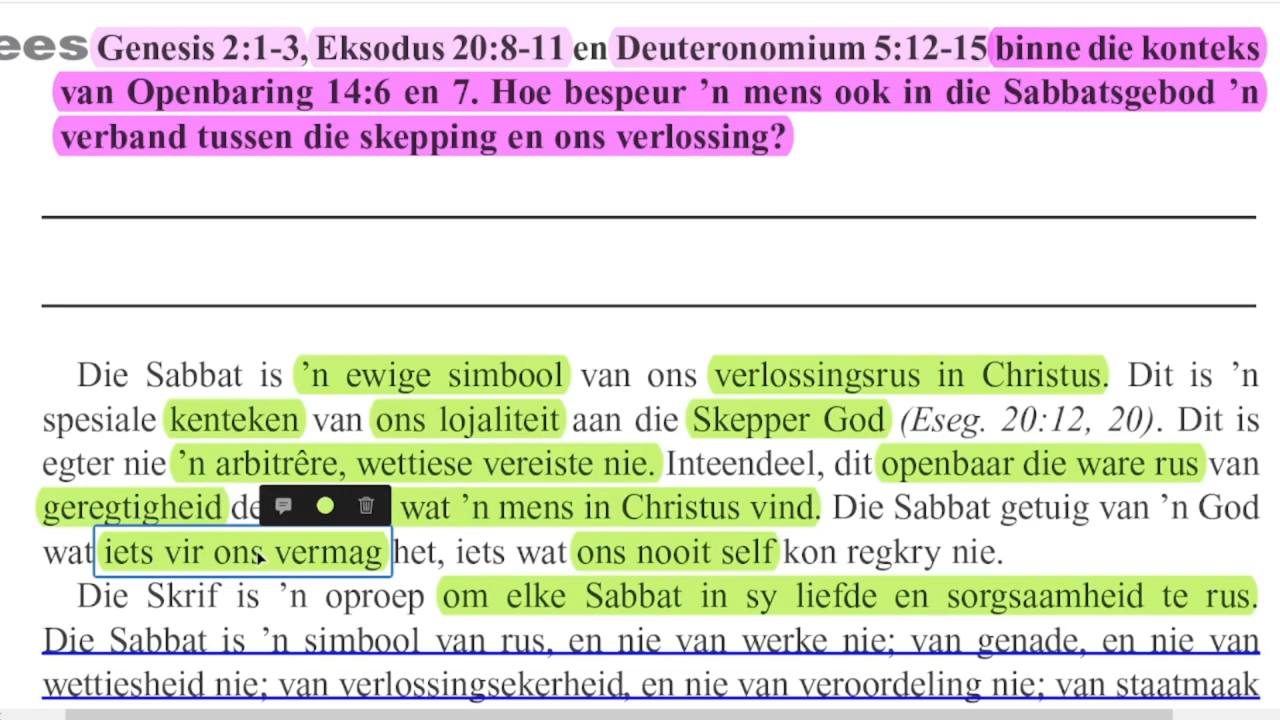 ees Genesis 2:1-3, Eksodus 20:8-11 en Deuteronomium 5:12-15 binne die konteks
van Openbaring 14:6 en 7. Hoe bespeur ’n mens ook in die Sabbatsgebod ’n
verband tussen die skepping en ons verlossing?
Die Sabbat is ’n ewige simbool van ons verlossingsrus in Christus. Dit is ’n
spesiale kenteken van ons lojaliteit aan die Skepper God (Eseg. 20:12, 20). Dit is
egter nie ’n arbitrêre, wettiese vereiste nie. Inteendeel, dit openbaar die ware rus van
geregtigheid de wat ’n mens in Christus vind. Die Sabbat getuig van ’n God
wat iets vir ons vermag het, iets wat ons nooit self kon regkry nie.
Die Skrif is ’n oproep om elke Sabbat in sy liefde en sorgsaamheid te rus.
Die Sabbat is ’n simbool van rus, en nie van werke nie; van genade, en nie van
wettiesheid nie; van verlossingsekerheid, en nie van veroordeling nie; van staatmaak